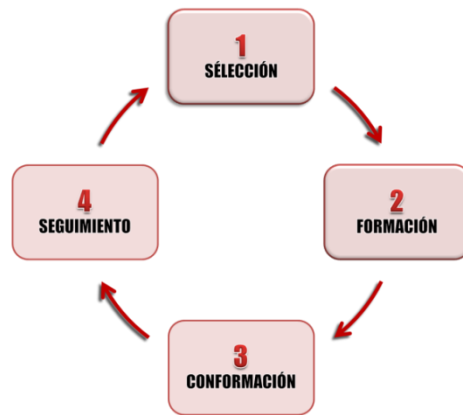 1
SÉLECCIÓN
2
FORMACIÓN
3
CONFORMACIÓN
4
SEGUIMIENTO